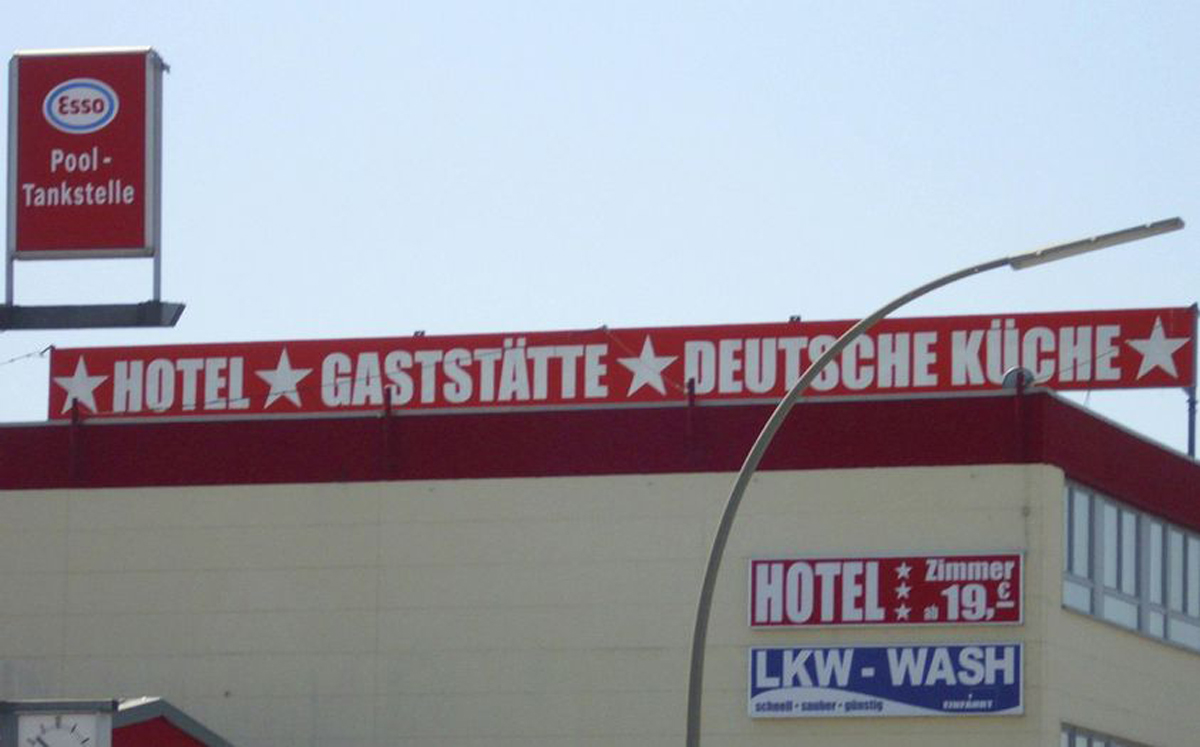 Esso
Pool -
Tankstelle
★ HOTEL ★ GASTSTÄTTE ★ DEUTSCHE KÜCHE ★
HOTEL ★★★ Zimmer
ab 19,- €
LKW - WASH
schnell • sauber • günstig EINFAHRT